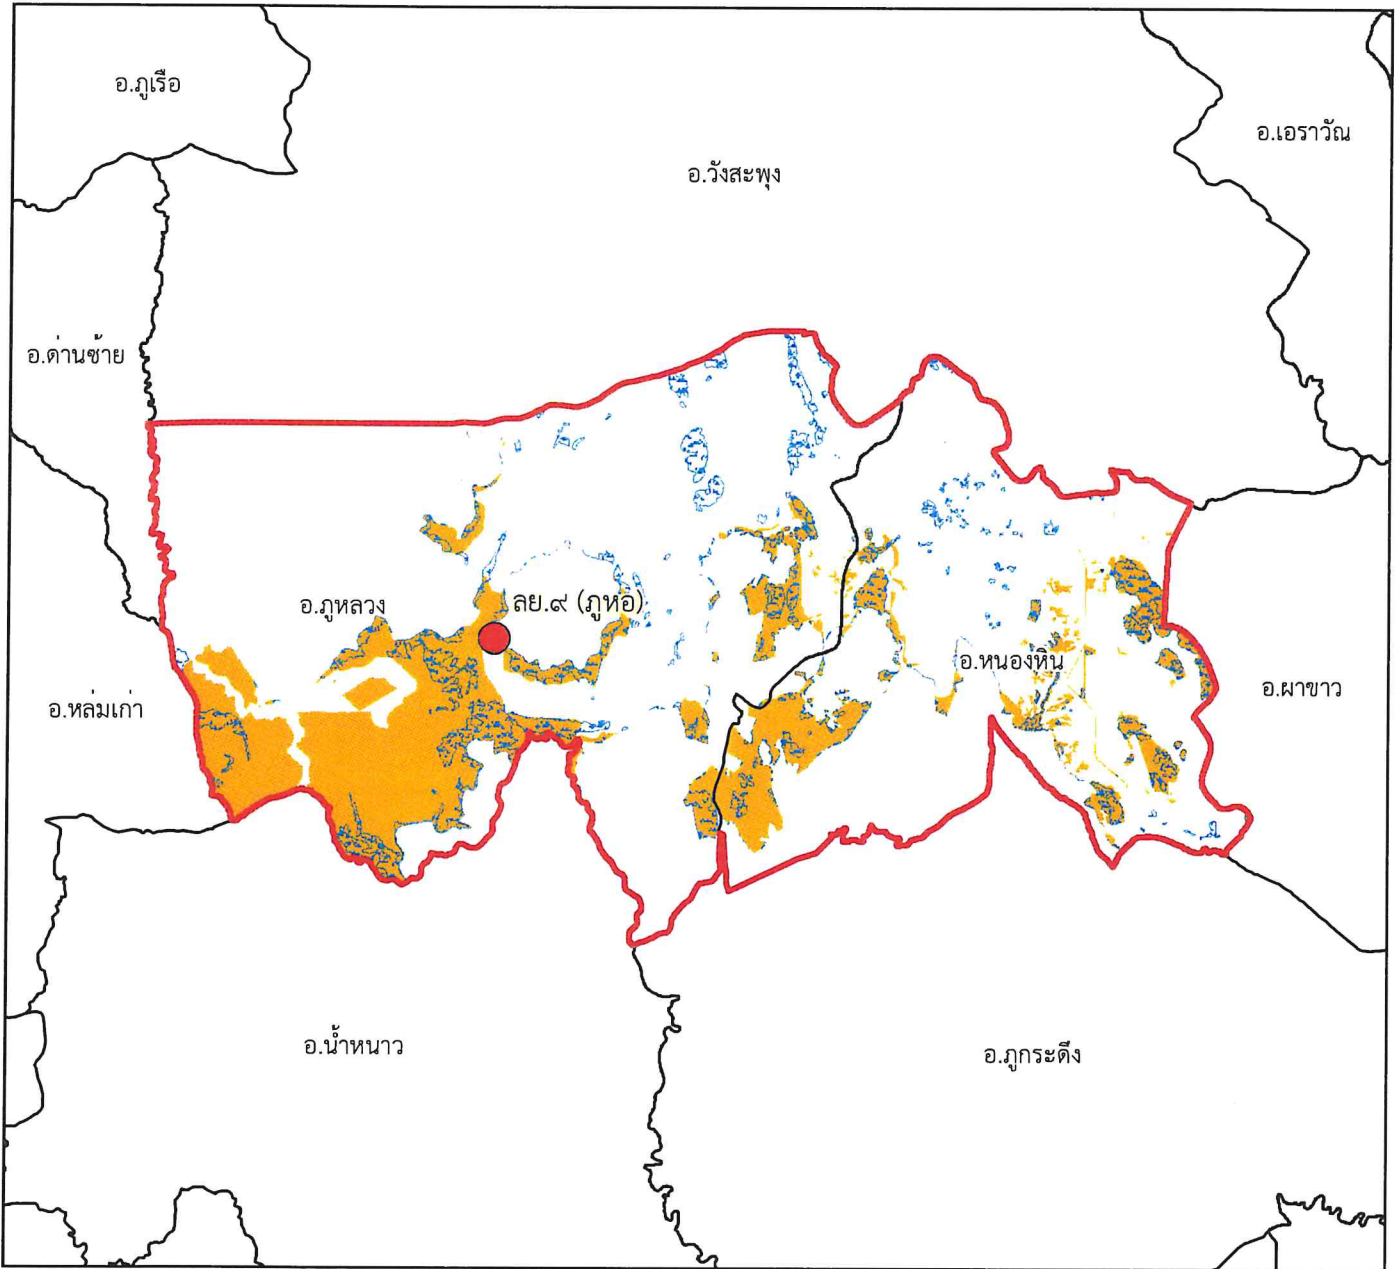 อ.ภูเรือ
อ.เอราวัณ
อ.วังสะพุง
อ.ด่านซ้าย
อ.ภูหลวง
ลย.๙ (ภูหอ)
อ.หนองหิน
อ.หล่มเก่า
อ.ผาขาว
อ.น้ำหนาว
อ.ภูกระดึง